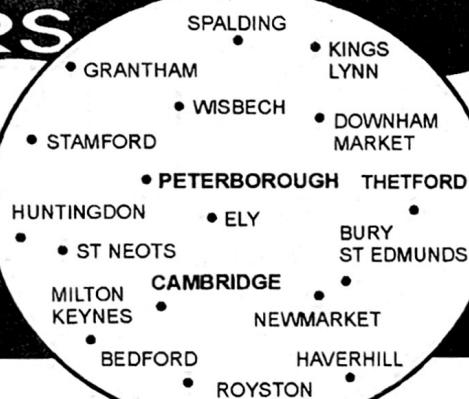 RS
SPALDING
KINGS
LYNN
GRANTHAM
WISBECH
DOWNHAM
MARKET
STAMFORD
PETERBOROUGH
THETFORD
HUNTINGDON
ELY
BURY
ST EDMUNDS
ST NEOTS
CAMBRIDGE
MILTON
KEYNES
NEWMARKET
BEDFORD
HAVERHILL
ROYSTON